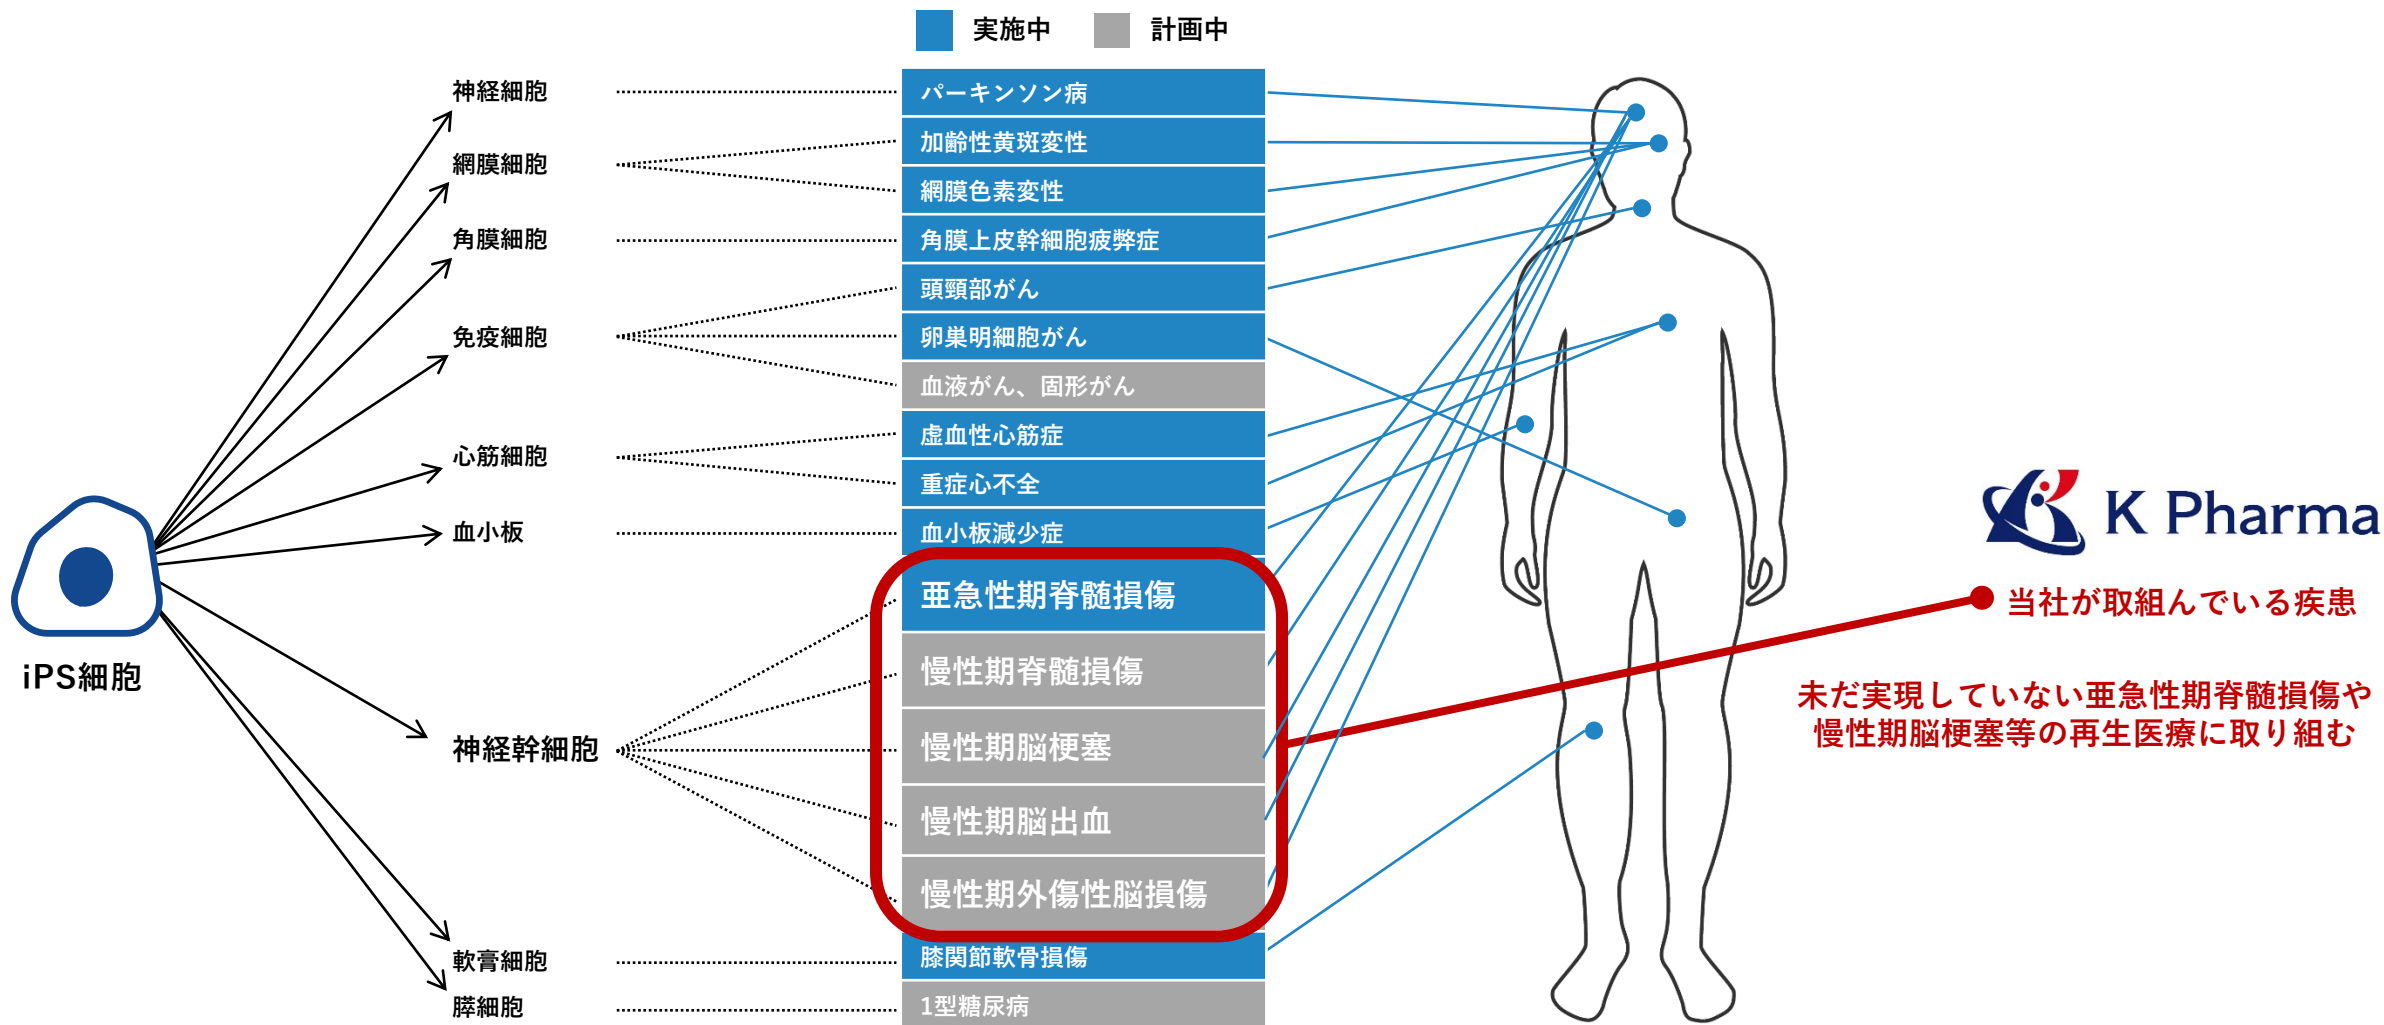 実施中
計画中
神経細胞
網膜細胞
角膜細胞
免疫細胞
心筋細胞
血小板
神経幹細胞
軟膏細胞
膵細胞
iPS細胞
パーキンソン病
加齢性黄斑変性
網膜色素変性
角膜上皮幹細胞疲弊症
頭頸部がん
卵巣明細胞がん
血液がん、固形がん
虚血性心筋症
重症心不全
血小板減少症
亜急性期脊髄損傷
慢性期脊髄損傷
慢性期脳梗塞
慢性期脳出血
慢性期外傷性脳損傷
膝関節軟骨損傷
1型糖尿病
K Pharma
当社が取組んでいる疾患
未だ実現していない亜急性期脊髄損傷や
慢性期脳梗塞等の再生医療に取り組む